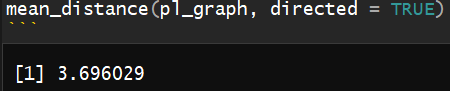 mean_distance(pl_graph, directed = TRUE)
```
[1] 3.696029